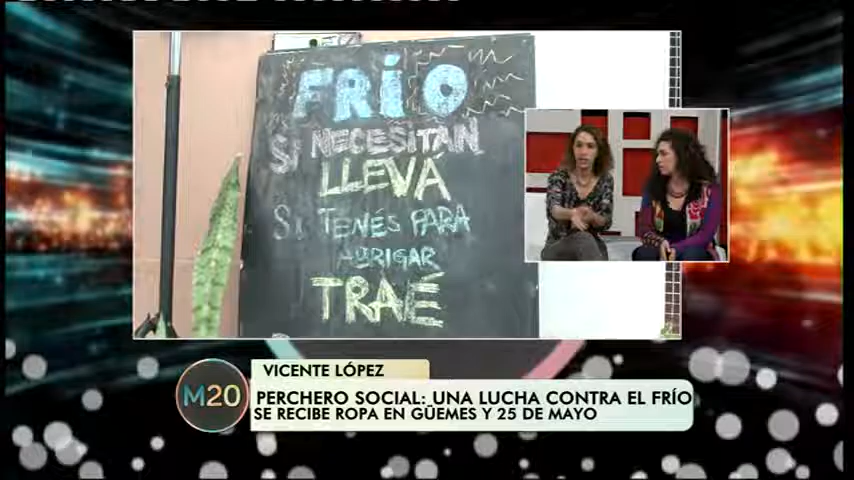 FRÍO
SI NECESITAN
LLEVÁ
SI TENÉS PARA
ABRIGAR
TRAÉ
M20
VICENTE LÓPEZ
PERCHERO SOCIAL: UNA LUCHA CONTRA EL FRÍO
SE RECIBE ROPA EN GÜEMES Y 25 DE MAYO